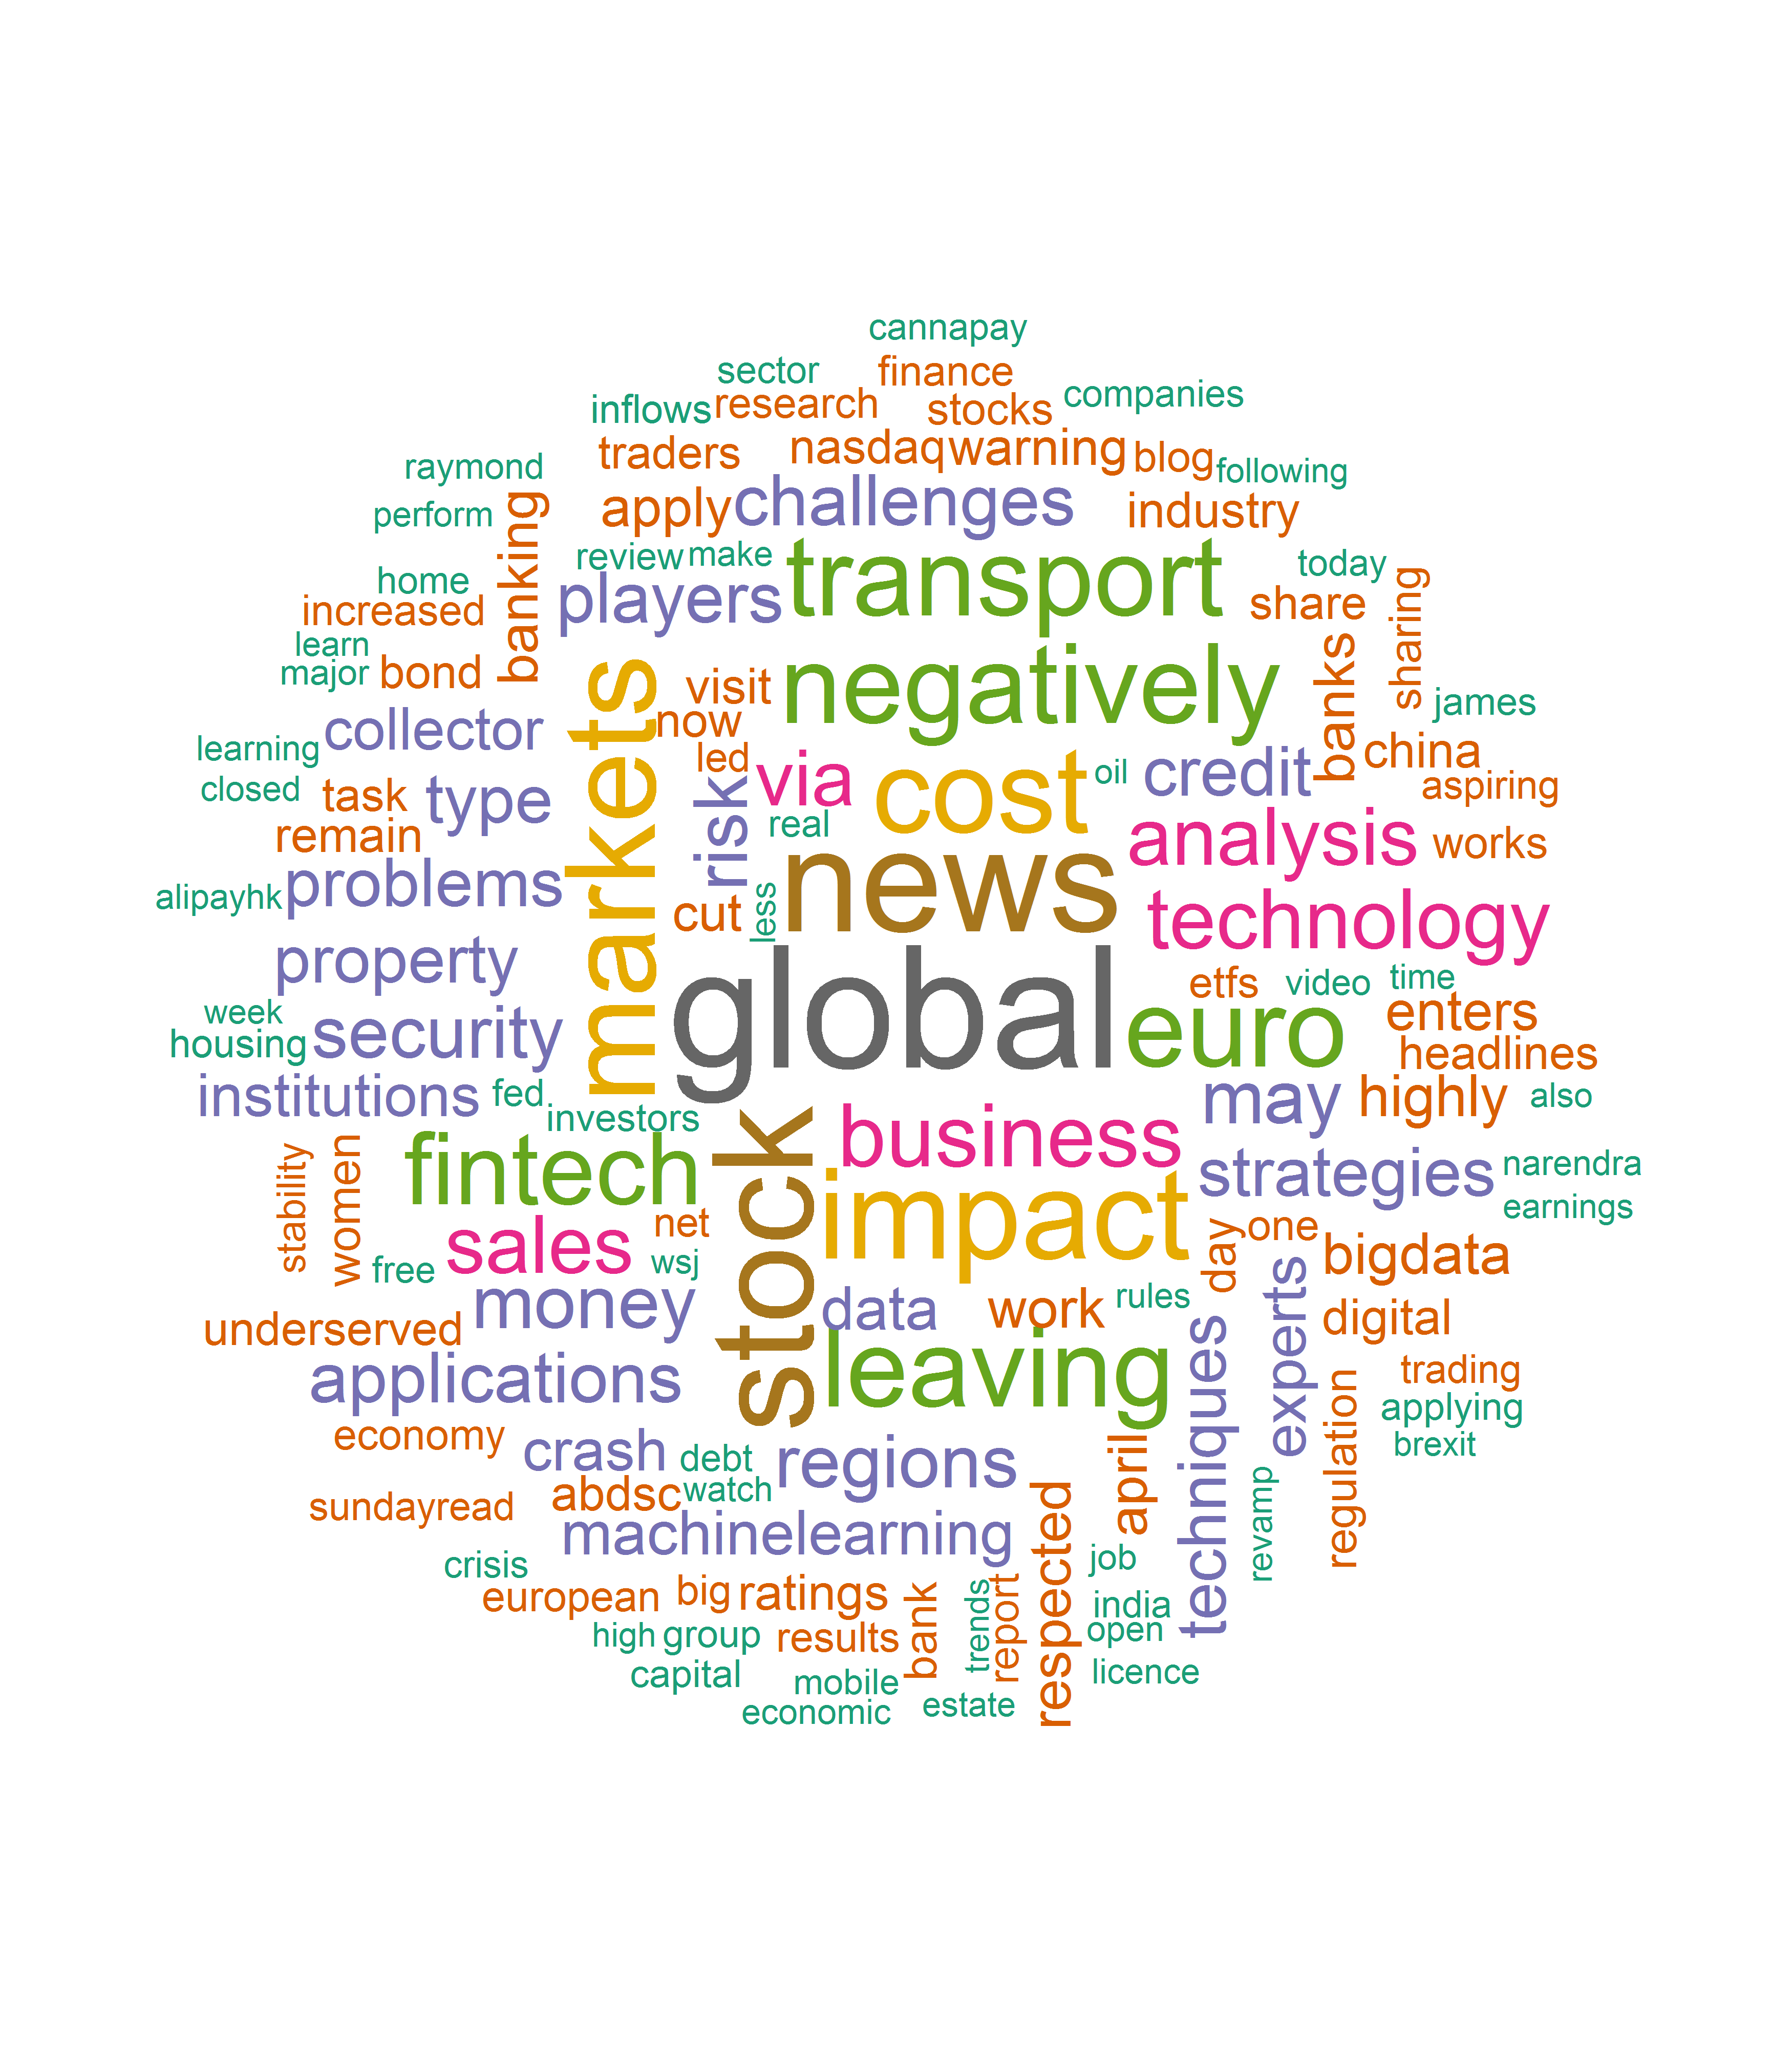 cannapay
sector
finance
companies
inflows
research
stocks
traders
nasdaq
warning
blog
following
raymond
perform
banking
apply
challenges
industry
review
make
transport
today
home
increased
players
share
sharing
learn
major
bond
visit
negatively
banks
james
collector
now
markets
learning
led
via
cost
oil
credit
china
closed
task
type
risk
real
analysis
aspiring
remain
works
alipayhk
problems
cut
less
news
technology
property
global
etfs
video
time
week
housing
security
euro
enters
headlines
institutions
fed
investors
may
highly
also
stability
women
fintech
stock
business
strategies
narendra
earnings
free
sales
net
wsj
impact
day
one
bigdata
underserved
money
data
work
rules
experts
digital
applications
leaving
techniques
trading
regulation
applying
economy
crash
debt
regions
april
brexit
sundayread
abdsc
watch
machinelearning
respected
revamp
crisis
job
european
big
ratings
bank
trends
report
india
high
group
results
open
capital
mobile
licence
economic
estate